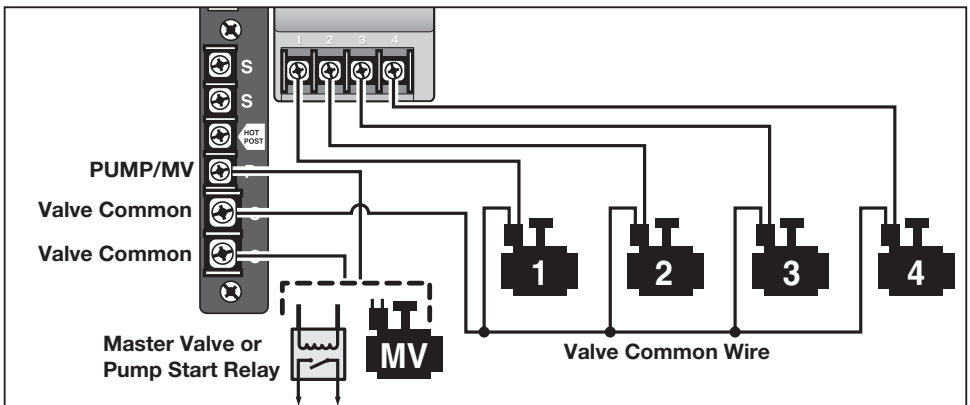 1 2 3 4
S
S
HOT
POST
PUMP/MV
Valve Common
Valve Common
1 2 3 4
MV
Master Valve or
Pump Start Relay
Valve Common Wire